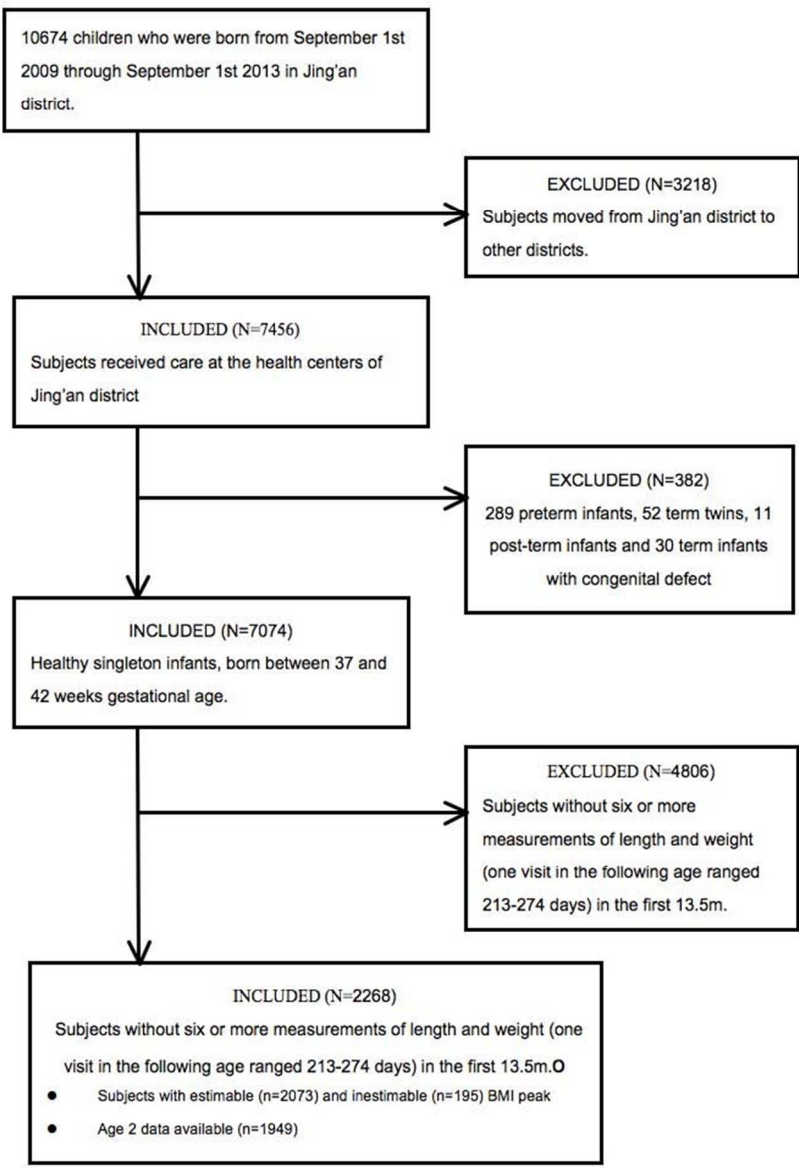 10674 children who were born from September 1st
2009 through September 1st 2013 in Jing'an
district.
EXCLUDED (N=3218)
Subjects moved from Jing'an district to
other districts.
INCLUDED (N=7456)
Subjects received care at the health centers of
Jing'an district
EXCLUDED (N=382)
289 preterm infants, 52 term twins, 11
post-term infants and 30 term infants
with congenital defect
INCLUDED (N=7074)
Healthy singleton infants, born between 37 and
42 weeks gestational age.
EXCLUDED (N=4806)
Subjects without six or more
measurements of length and weight
(one visit in the following age ranged
213-274 days) in the first 13.5m.
INCLUDED (N=2268)
Subjects without six or more measurements of length and weight (one
visit in the following age ranged 213-274 days) in the first 13.5m.O
● Subjects with estimable (n=2073) and inestimable (n=195) BMI peak
● Age 2 data available (n=1949)